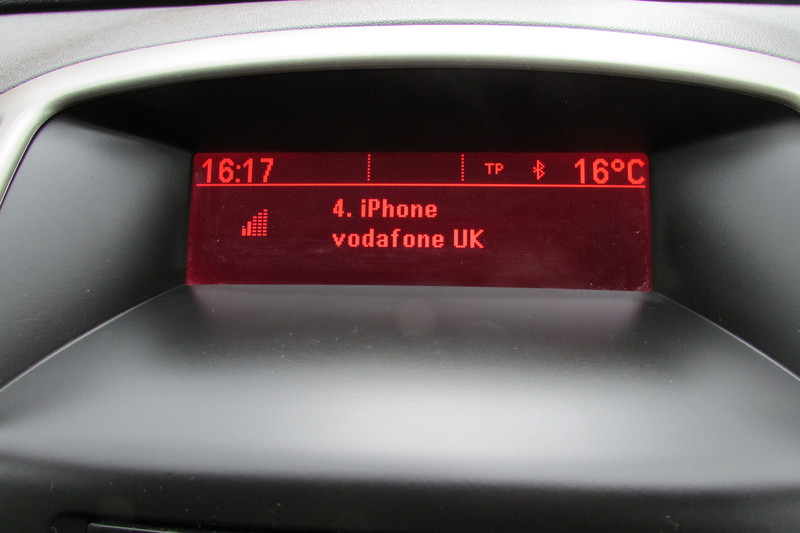 16:17 TP 16°C
4. iPhone
vodafone UK